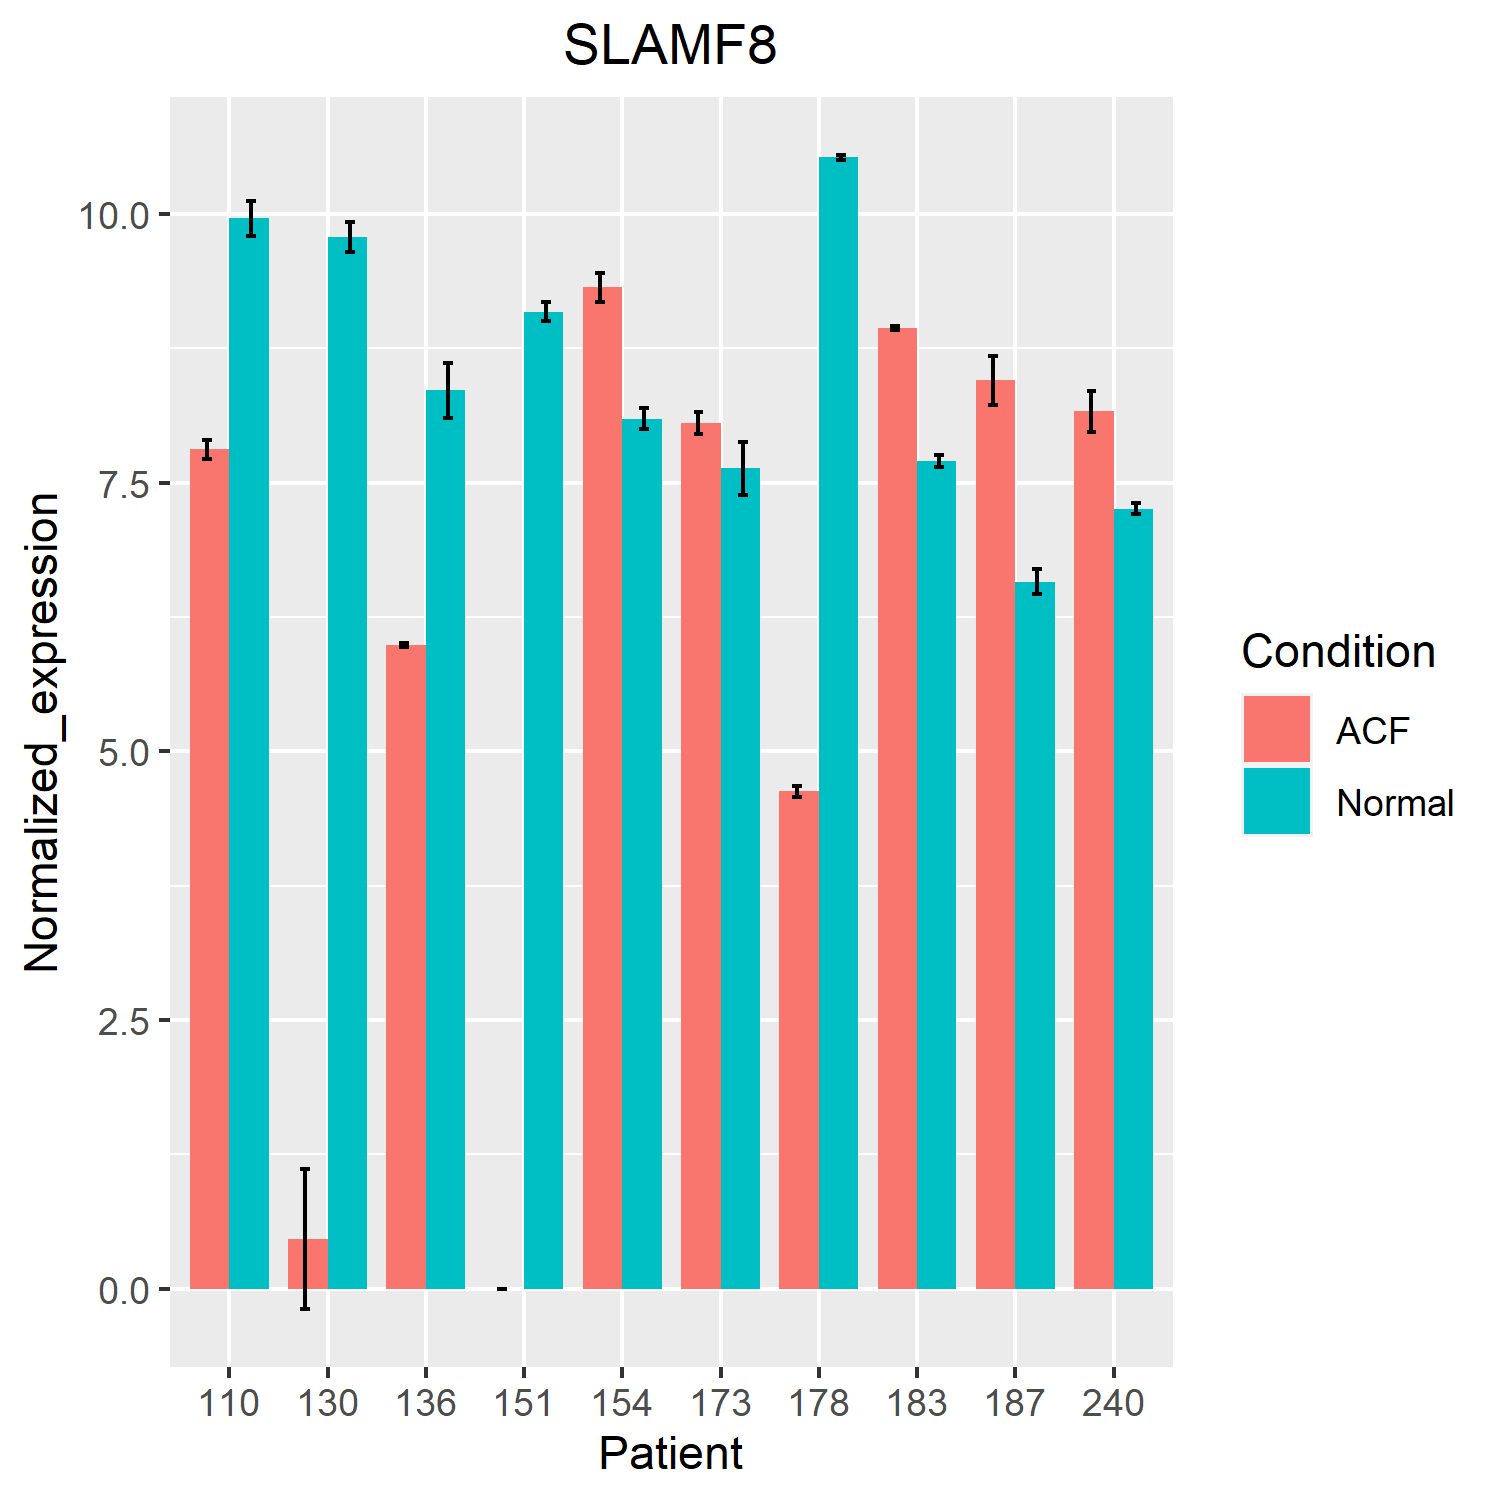 SLAMF8
Normalized_expression
10.0
7.5
5.0
2.5
0.0
110 130 136 151 154 173 178 183 187 240
Patient
Condition
ACF
Normal